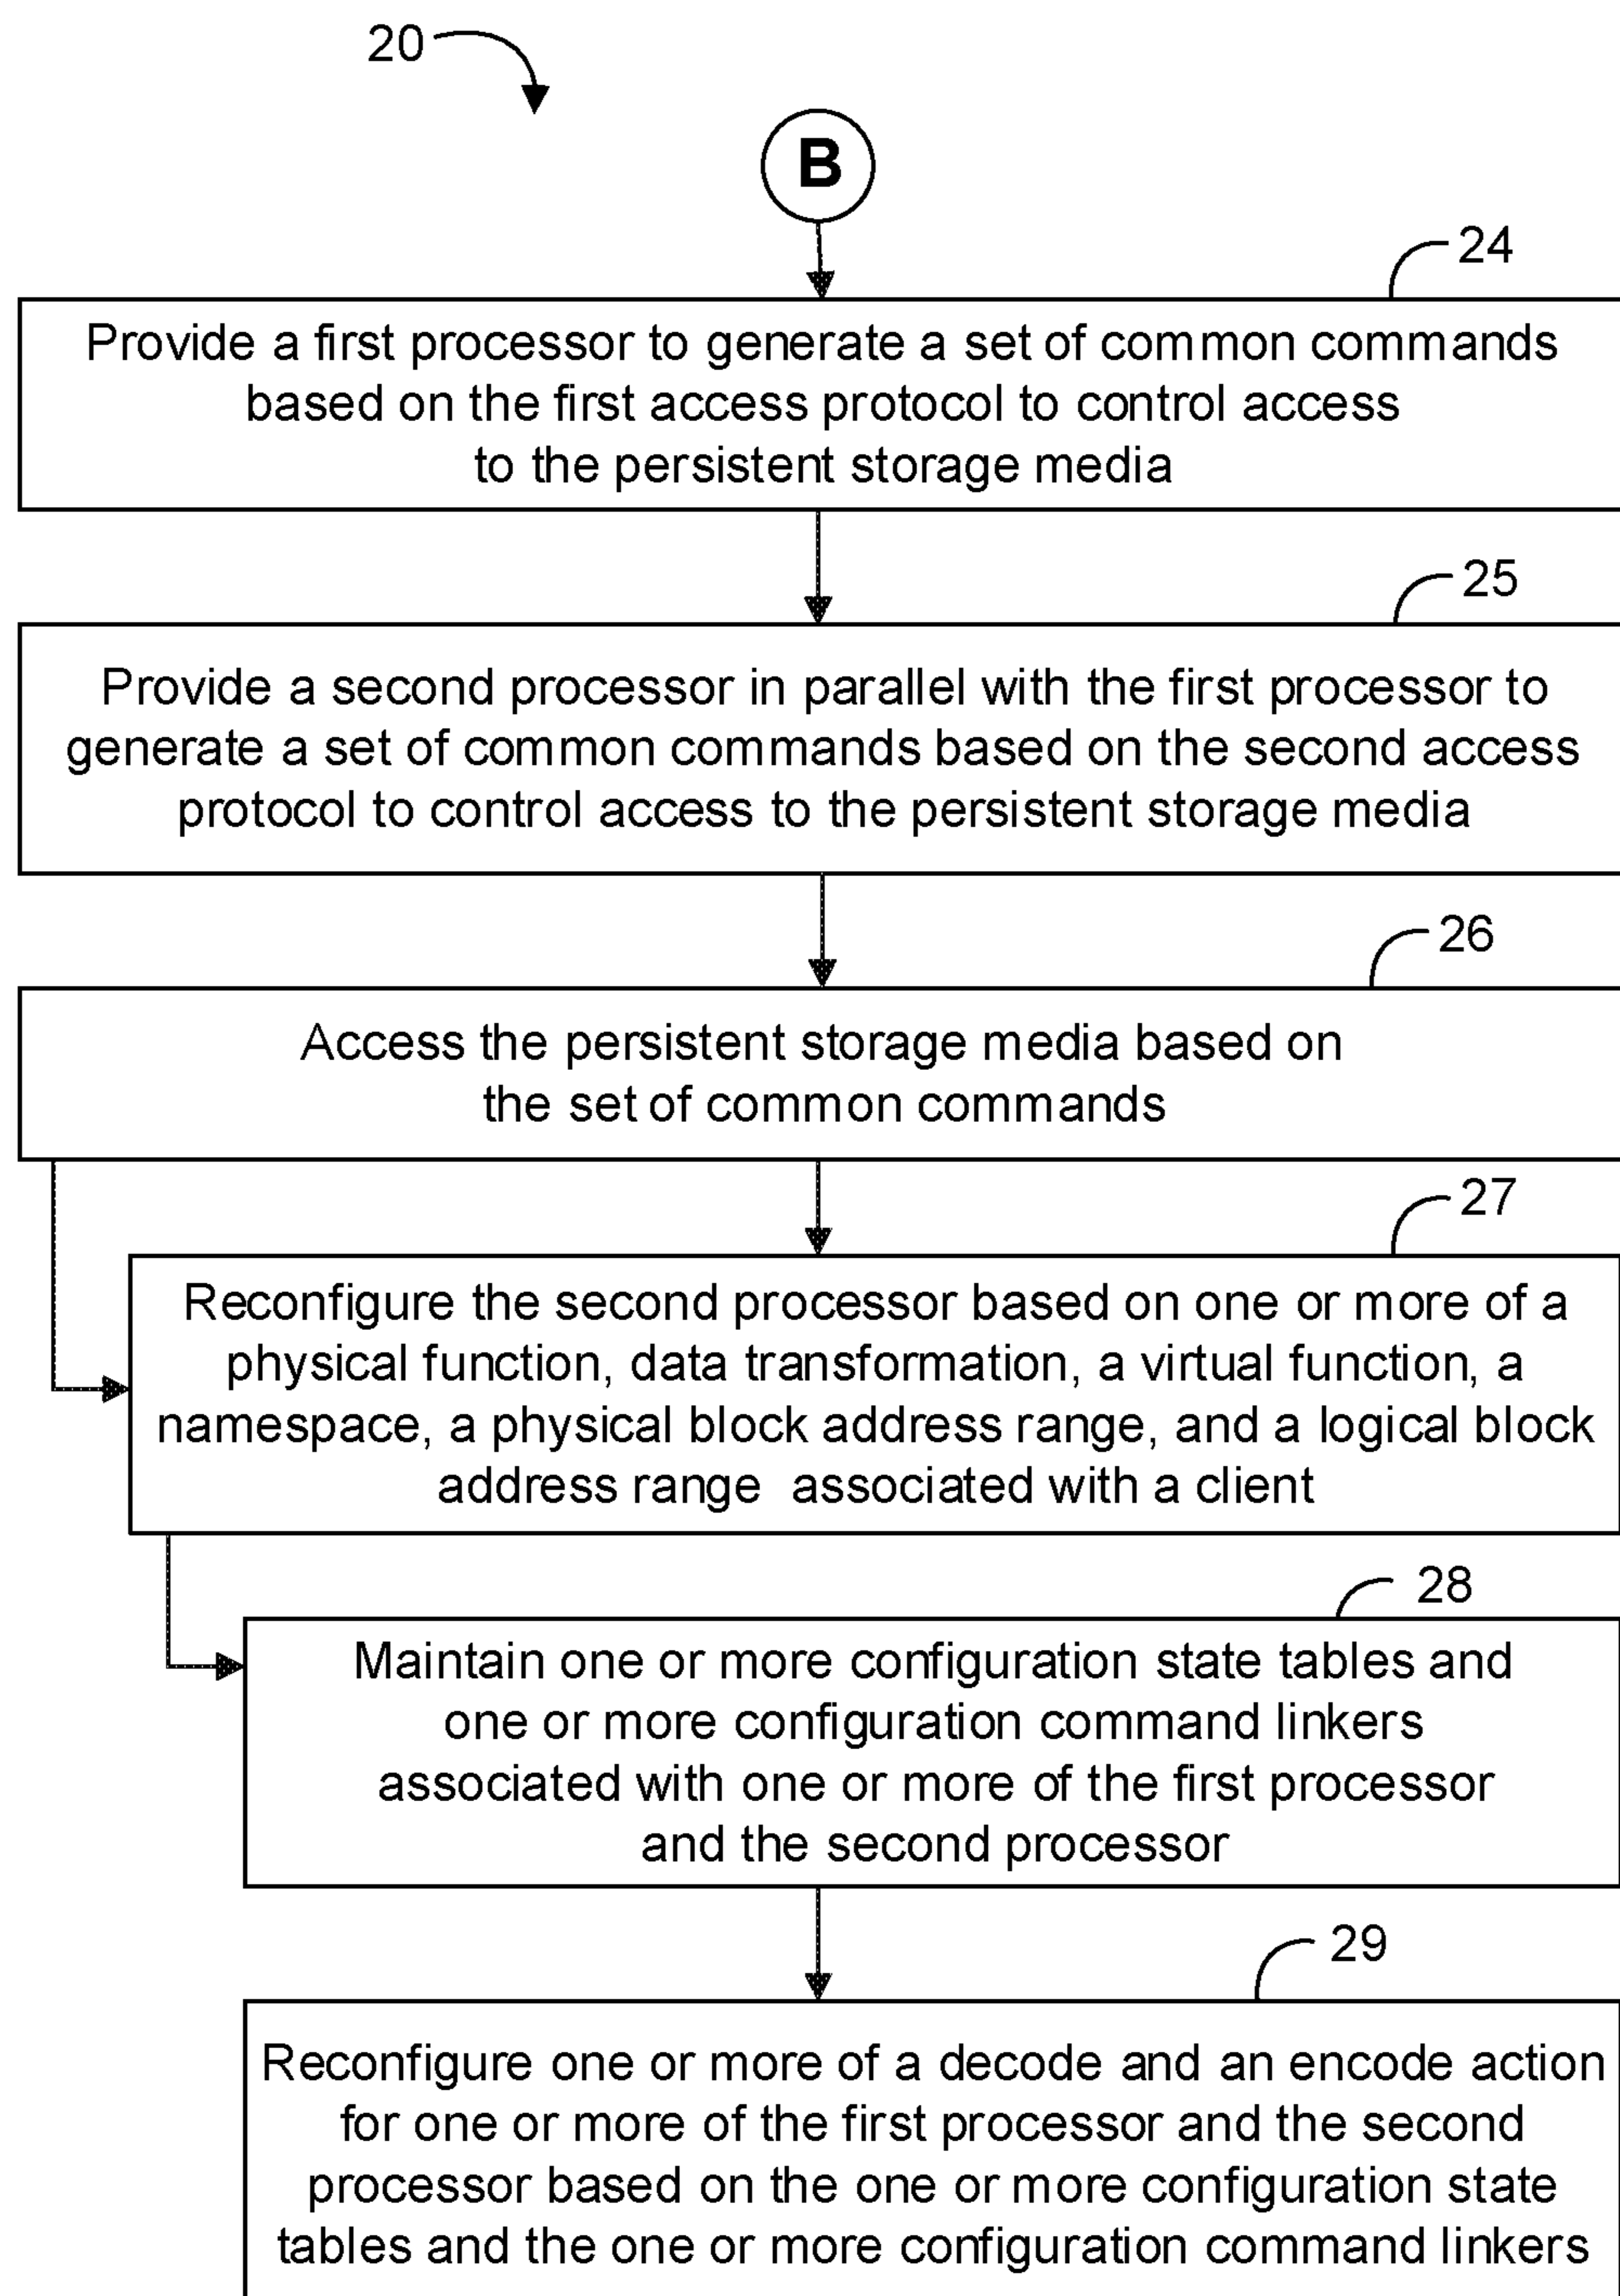 20
B
24
Provide a first processor to generate a set of common commands
based on the first access protocol to control access
to the persistent storage media
25
Provide a second processor in parallel with the first processor to
generate a set of common commands based on the second access
protocol to control access to the persistent storage media
26
Access the persistent storage media based on
the set of common commands
27
Reconfigure the second processor based on one or more of a
physical function, data transformation, a virtual function, a
namespace, a physical block address range, and a logical block
address range associated with a client
28
Maintain one or more configuration state tables and
one or more configuration command linkers
associated with one or more of the first processor
and the second processor
29
Reconfigure one or more of a decode and an encode action
for one or more of the first processor and the second
processor based on the one or more configuration state
tables and the one or more configuration command linkers